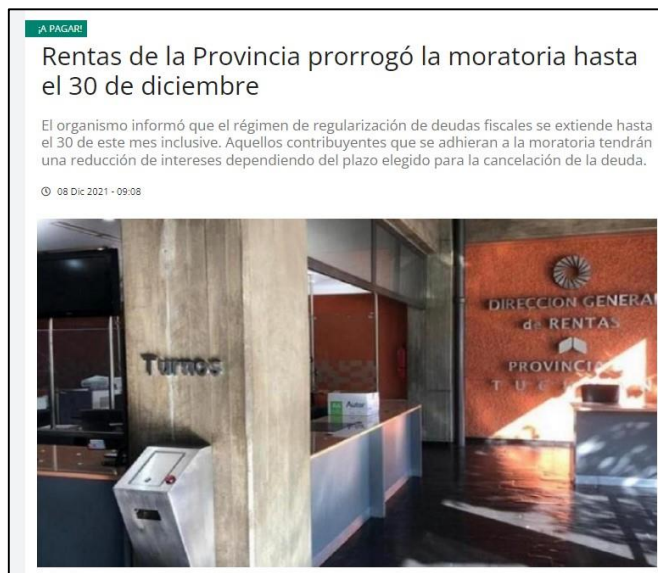 ¡A PAGAR!
Rentas de la Provincia prorrogó la moratoria hasta
el 30 de diciembre
El organismo informó que el régimen de regularización de deudas fiscales se extiende hasta
el 30 de este mes inclusive. Aquellos contribuyentes que se adhieran a la moratoria tendrán
una reducción de intereses dependiendo del plazo elegido para la cancelación de la deuda.
08 Dic 2021 - 09:08
Turnos
DIRECCION GENERAL
de RENTAS